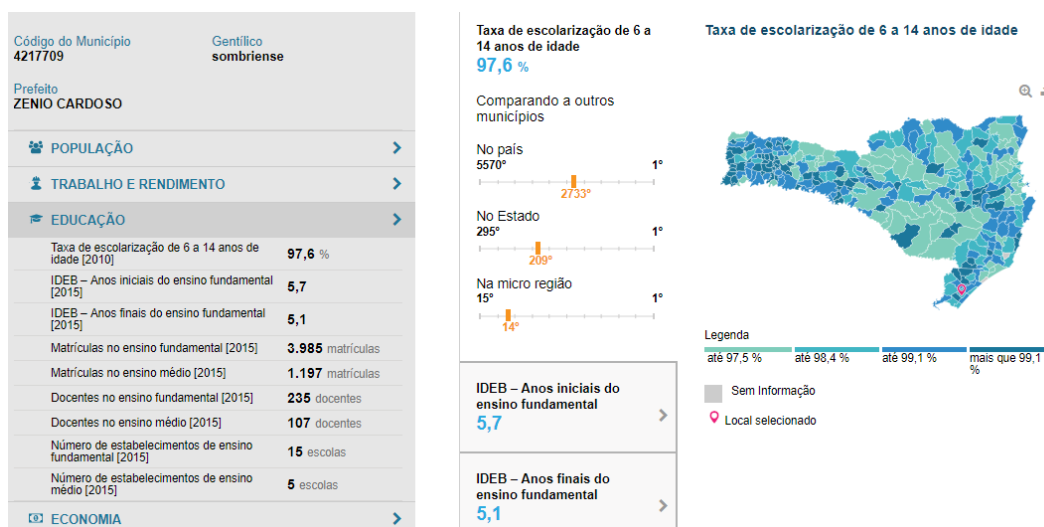 Código do Município Gentílico
4217709 sombriense
Prefeito
ZENIO CARDOSO
POPULAÇÃO
TRABALHO E RENDIMENTO
EDUCAÇÃO
Taxa de escolarização de 6 a 14 anos de
idade [2010] 97,6 %
IDEB – Anos iniciais do ensino fundamental
[2015] 5,7
IDEB – Anos finais do ensino fundamental
[2015] 5,1
Matrículas no ensino fundamental [2015] 3.985 matrículas
Matrículas no ensino médio [2015] 1.197 matrículas
Docentes no ensino fundamental [2015] 235 docentes
Docentes no ensino médio [2015] 107 docentes
Número de estabelecimentos de ensino
fundamental [2015] 15 escolas
Número de estabelecimentos de ensino
médio [2015] 5 escolas
ECONOMIA
Taxa de escolarização de 6 a
14 anos de idade
97,6 %
Comparando a outros
municípios
No país
5570° 1°
2733°
No Estado
295° 1°
209°
Na micro região
15° 1°
14°
IDEB – Anos iniciais do
ensino fundamental
5,7
IDEB – Anos finais do
ensino fundamental
5,1
Taxa de escolarização de 6 a 14 anos de idade
Legenda
até 97,5 % até 98,4 % até 99,1 % mais que 99,1
%
Sem Informação
Local selecionado